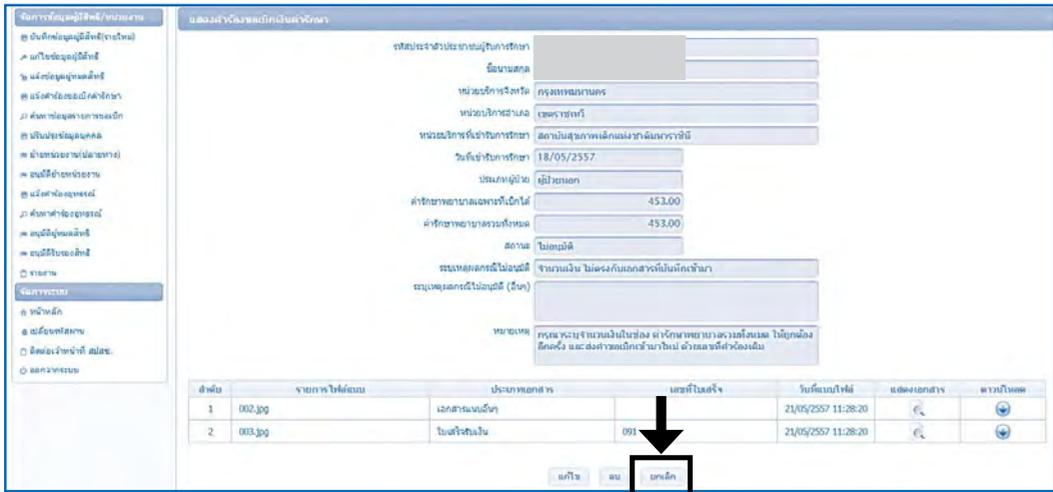 จัดการข้อมูลผู้มีสิทธิ/หน่วยงาน
บันทึกข้อมูลผู้มีสิทธิ(รายใหม่)
แก้ไขข้อมูลผู้มีสิทธิ
แจ้งข้อมูลผู้หมดสิทธิ
แจ้งคำร้องขอเบิกค่ารักษา
ค้นหาข้อมูลรายการขอเบิก
ปรับปรุงข้อมูลบุคคล
ย้ายหน่วยงาน(ปลายทาง)
อนุมัติย้ายหน่วยงาน
แจ้งคำร้องอุทธรณ์
ค้นหาคำร้องอุทธรณ์
อนุมัติผู้หมดสิทธิ
อนุมัติรับรองสิทธิ
รายงาน
จัดการระบบ
หน้าหลัก
เปลี่ยนรหัสผ่าน
ติดต่อเจ้าหน้าที่ สปสช.
ออกจากระบบ
แสดงคำร้องขอเบิกเงินค่ารักษา
รหัสประจำตัวประชาชนผู้รับการรักษา
ชื่อนามสกุล
หน่วยบริการจังหวัด กรุงเทพมหานคร
หน่วยบริการอำเภอ เขตราชเทวี
หน่วยบริการที่เข้ารับการรักษา สถาบันสุขภาพเด็กแห่งชาติมหาราชินี
วันที่เข้ารับการรักษา 18/05/2557
ประเภทผู้ป่วย ผู้ป่วยนอก
ค่ารักษาพยาบาลเฉพาะที่เบิกได้ 453.00
ค่ารักษาพยาบาลรวมทั้งหมด 453.00
สถานะ ไม่อนุมัติ
ระบุเหตุผลกรณีไม่อนุมัติ จำนวนเงิน ไม่ตรงกับเอกสารที่บันทึกเข้ามา
ระบุเหตุผลกรณีไม่อนุมัติ (อื่นๆ)
หมายเหตุ กรุณาระบุจำนวนเงินในช่อง ค่ารักษาพยาบาลรวมทั้งหมด ให้ถูกต้อง
อีกครั้ง และส่งคำขอเบิกเข้ามาใหม่ ด้วยเลขที่คำร้องเดิม
ลำดับ รายการไฟล์แนบ ประเภทเอกสาร เลขที่ใบเสร็จ วันที่แนบไฟล์ แสดงเอกสาร ดาวน์โหลด
1 002.jpg เอกสารแนบอื่นๆ 21/05/2557 11:28:20
2 003.jpg ใบเสร็จรับเงิน 091 21/05/2557 11:28:20
แก้ไข ลบ ยกเลิก